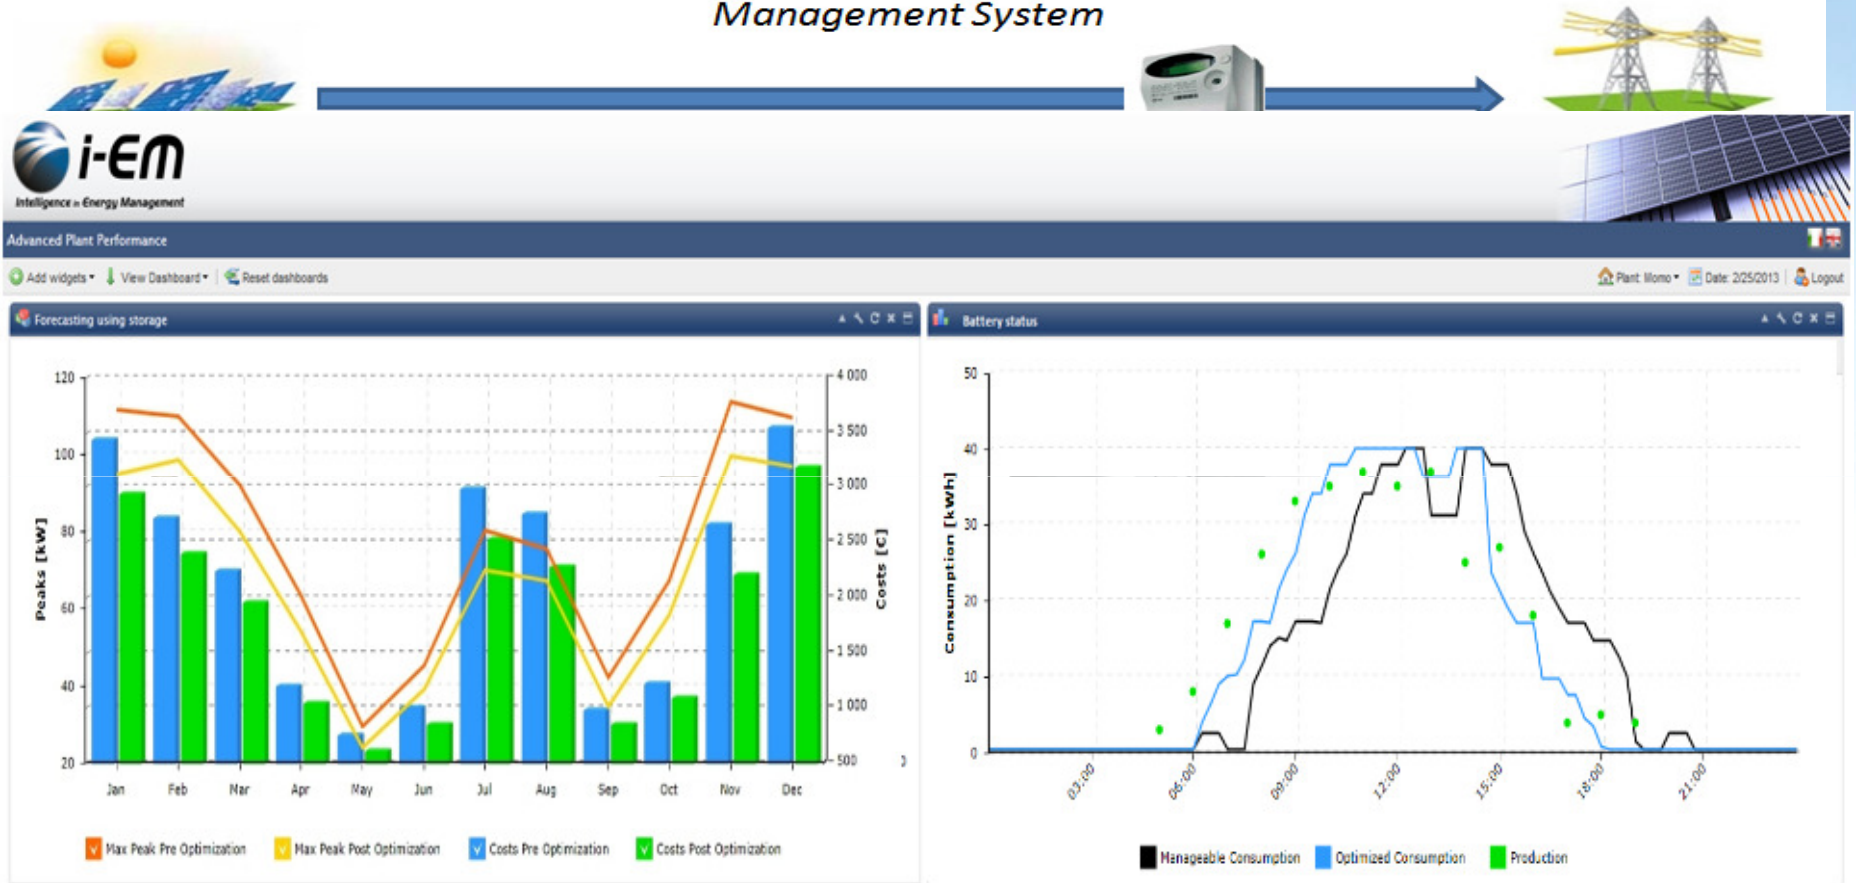 Management System
i-EM
Intelligence in Energy Management
Advanced Plant Performance
Add widgets View Dashboard Reset dashboards
Plant: Momo Date: 2/25/2013 Logout
Forecasting using storage
Battery status
120
100
80
60
40
20
Peaks [kW]
4 000
3 500
3 000
2 500
2 000
1 500
1 000
500
Costs [€]
Jan Feb Mar Apr May Jun Jul Aug Sep Oct Nov Dec
Max Peak Pre Optimization Max Peak Post Optimization Costs Pre Optimization Costs Post Optimization
50
40
30
20
10
0
Consumption [kWh]
03:00 06:00 09:00 12:00 15:00 18:00 21:00
Manageable Consumption Optimized Consumption Production